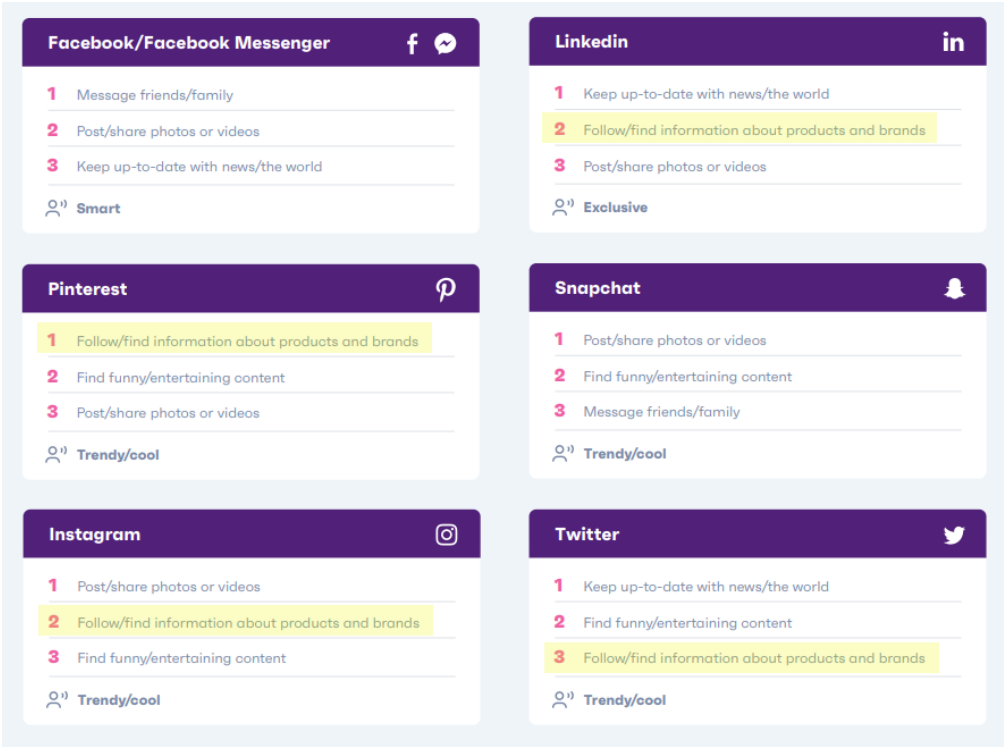 Facebook/Facebook Messenger
1 Message friends/family
2 Post/share photos or videos
3 Keep up-to-date with news/the world
Smart
Linkedin
1 Keep up-to-date with news/the world
2 Follow/find information about products and brands
3 Post/share photos or videos
Exclusive
Pinterest
1 Follow/find information about products and brands
2 Find funny/entertaining content
3 Post/share photos or videos
Trendy/cool
Snapchat
1 Post/share photos or videos
2 Find funny/entertaining content
3 Message friends/family
Trendy/cool
Instagram
1 Post/share photos or videos
2 Follow/find information about products and brands
3 Find funny/entertaining content
Trendy/cool
Twitter
1 Keep up-to-date with news/the world
2 Find funny/entertaining content
3 Follow/find information about products and brands
Trendy/cool